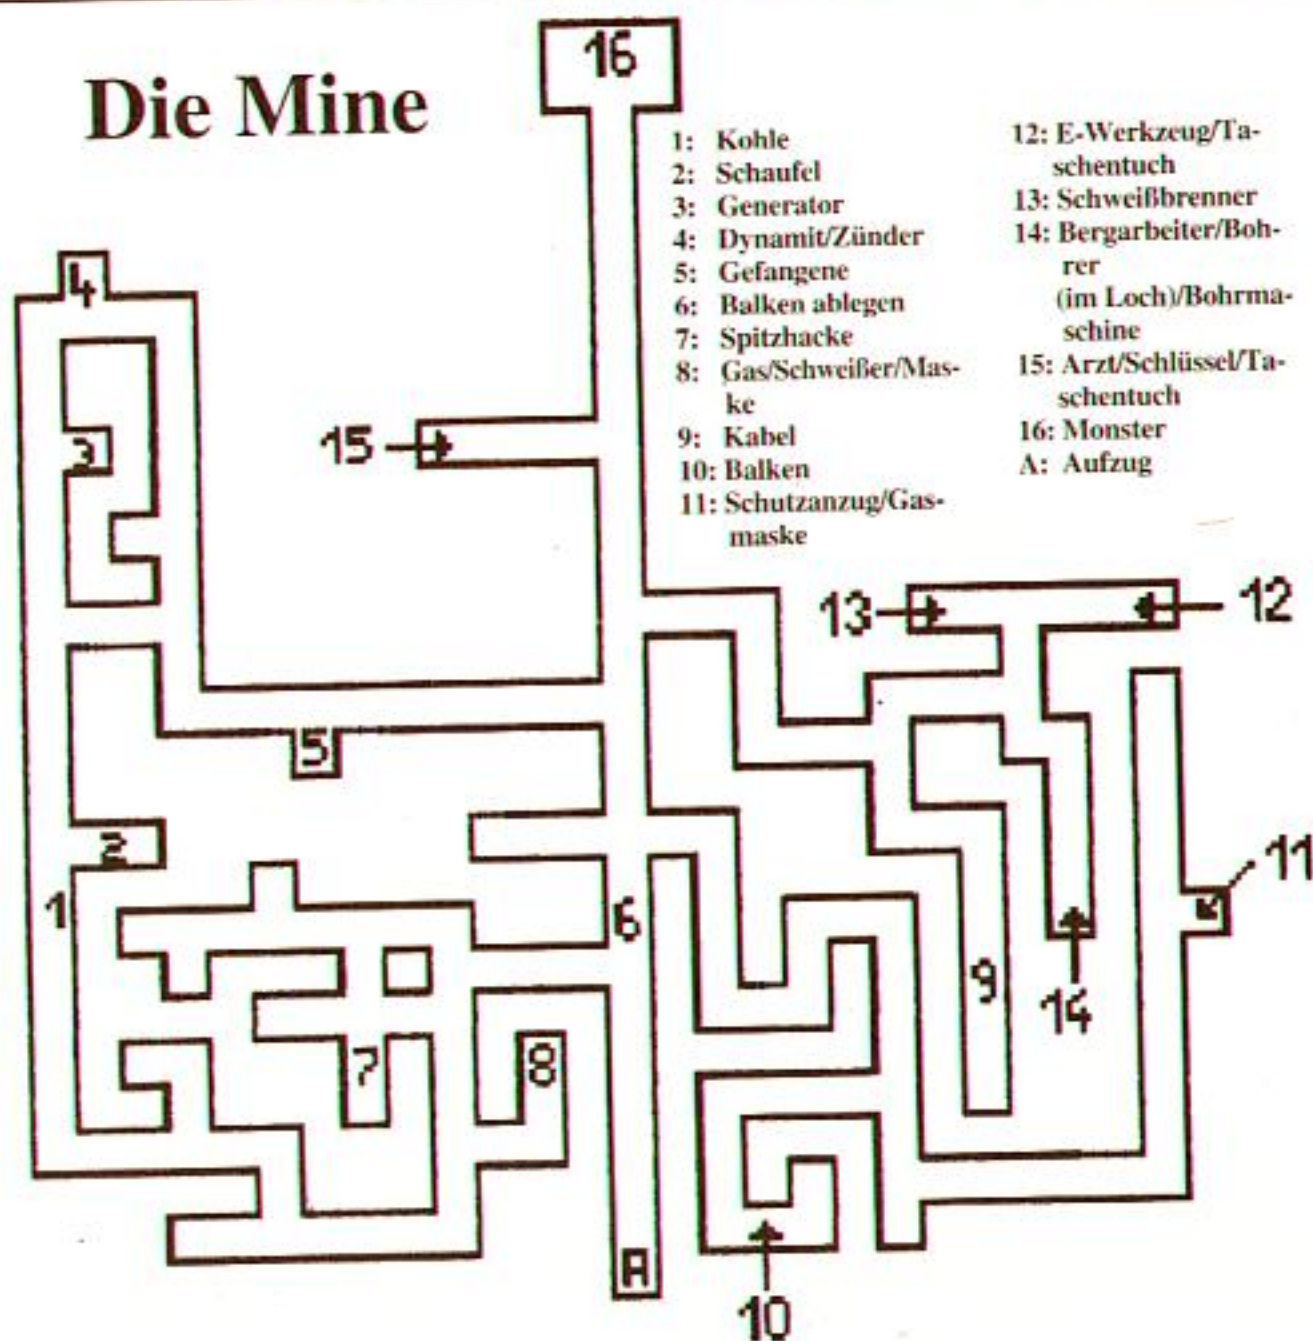 Die Mine
16
1: Kohle
2: Schaufel
3: Generator
4: Dynamit/Zünder
5: Gefangene
6: Balken ablegen
7: Spitzhacke
8: Gas/Schweißer/Mas-
ke
9: Kabel
10: Balken
11: Schutzanzug/Gas-
maske
12: E-Werkzeug/Ta-
schentuch
13: Schweißbrenner
14: Bergarbeiter/Boh-
rer
(im Loch)/Bohrma-
schine
15: Arzt/Schlüssel/Ta-
schentuch
16: Monster
A: Aufzug
4
3
15
13
12
5
2
1
6
11
9
14
7
8
A
10